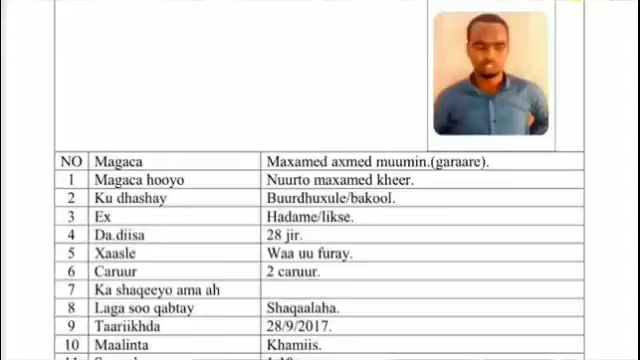 NO Magaca Maxamed axmed muumin.(garaare).
1 Magaca hooyo Nuurto maxamed kheer.
2 Ku dhashay Buurdhuxule/bakool.
3 Ex Hadame/likse.
4 Da.diisa 28 jir.
5 Xaasle Waa uu furay.
6 Caruur 2 caruur.
7 Ka shaqeeyo ama ah
8 Laga soo qabtay Shaqaalaha.
9 Taariikhda 28/9/2017.
10 Maalinta Khamiis.